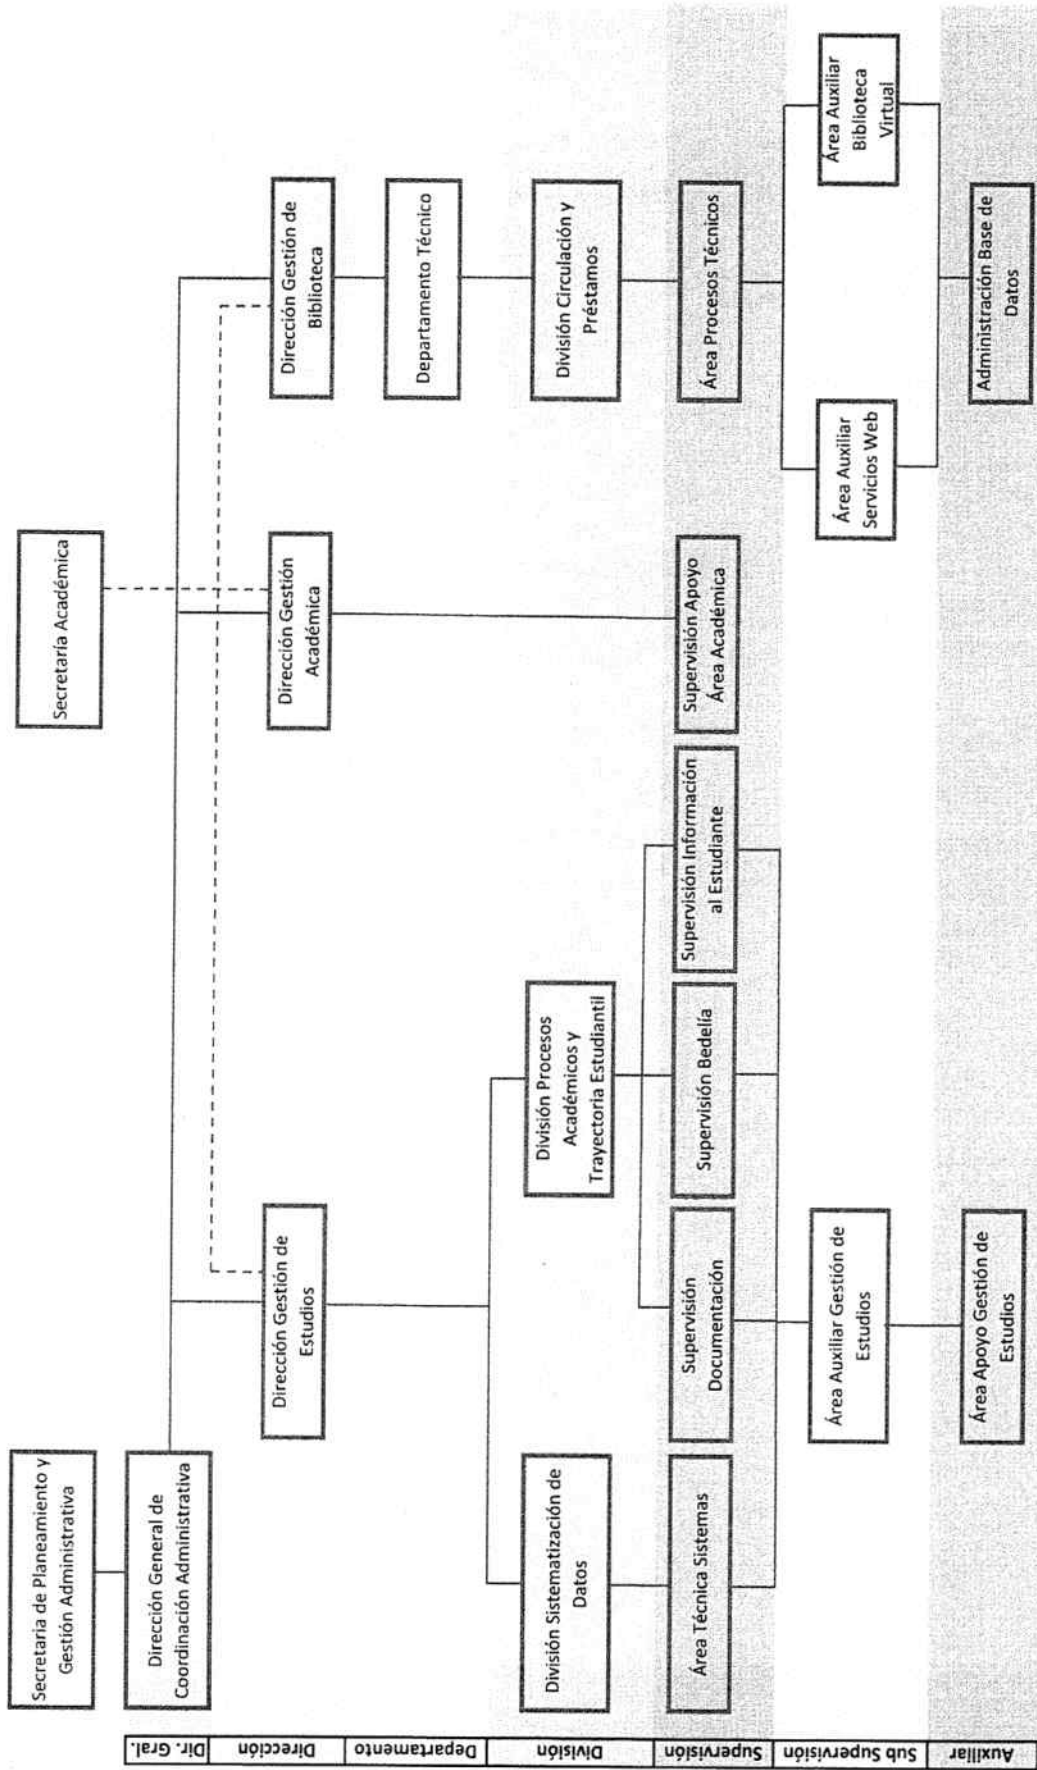 Secretaria de Planeamiento y
Gestión Administrativa
Secretaría Académica
Dir. Gral.
Dirección General de
Coordinación Administrativa
Dirección
Dirección Gestión de
Estudios
Dirección Gestión
Académica
Dirección Gestión de
Biblioteca
Departamento
Departamento Técnico
División
División Sistematización de
Datos
División Procesos
Académicos y
Trayectoria Estudiantil
División Circulación y
Préstamos
Supervisión
Área Técnica Sistemas
Supervisión
Documentación
Supervisión Bedelía
Supervisión Información
al Estudiante
Supervisión Apoyo
Área Académica
Área Procesos Técnicos
Sub Supervisión
Área Auxiliar Gestión de
Estudios
Área Auxiliar
Servicios Web
Área Auxiliar
Biblioteca
Virtual
Auxiliar
Área Apoyo Gestión de
Estudios
Administración Base de
Datos